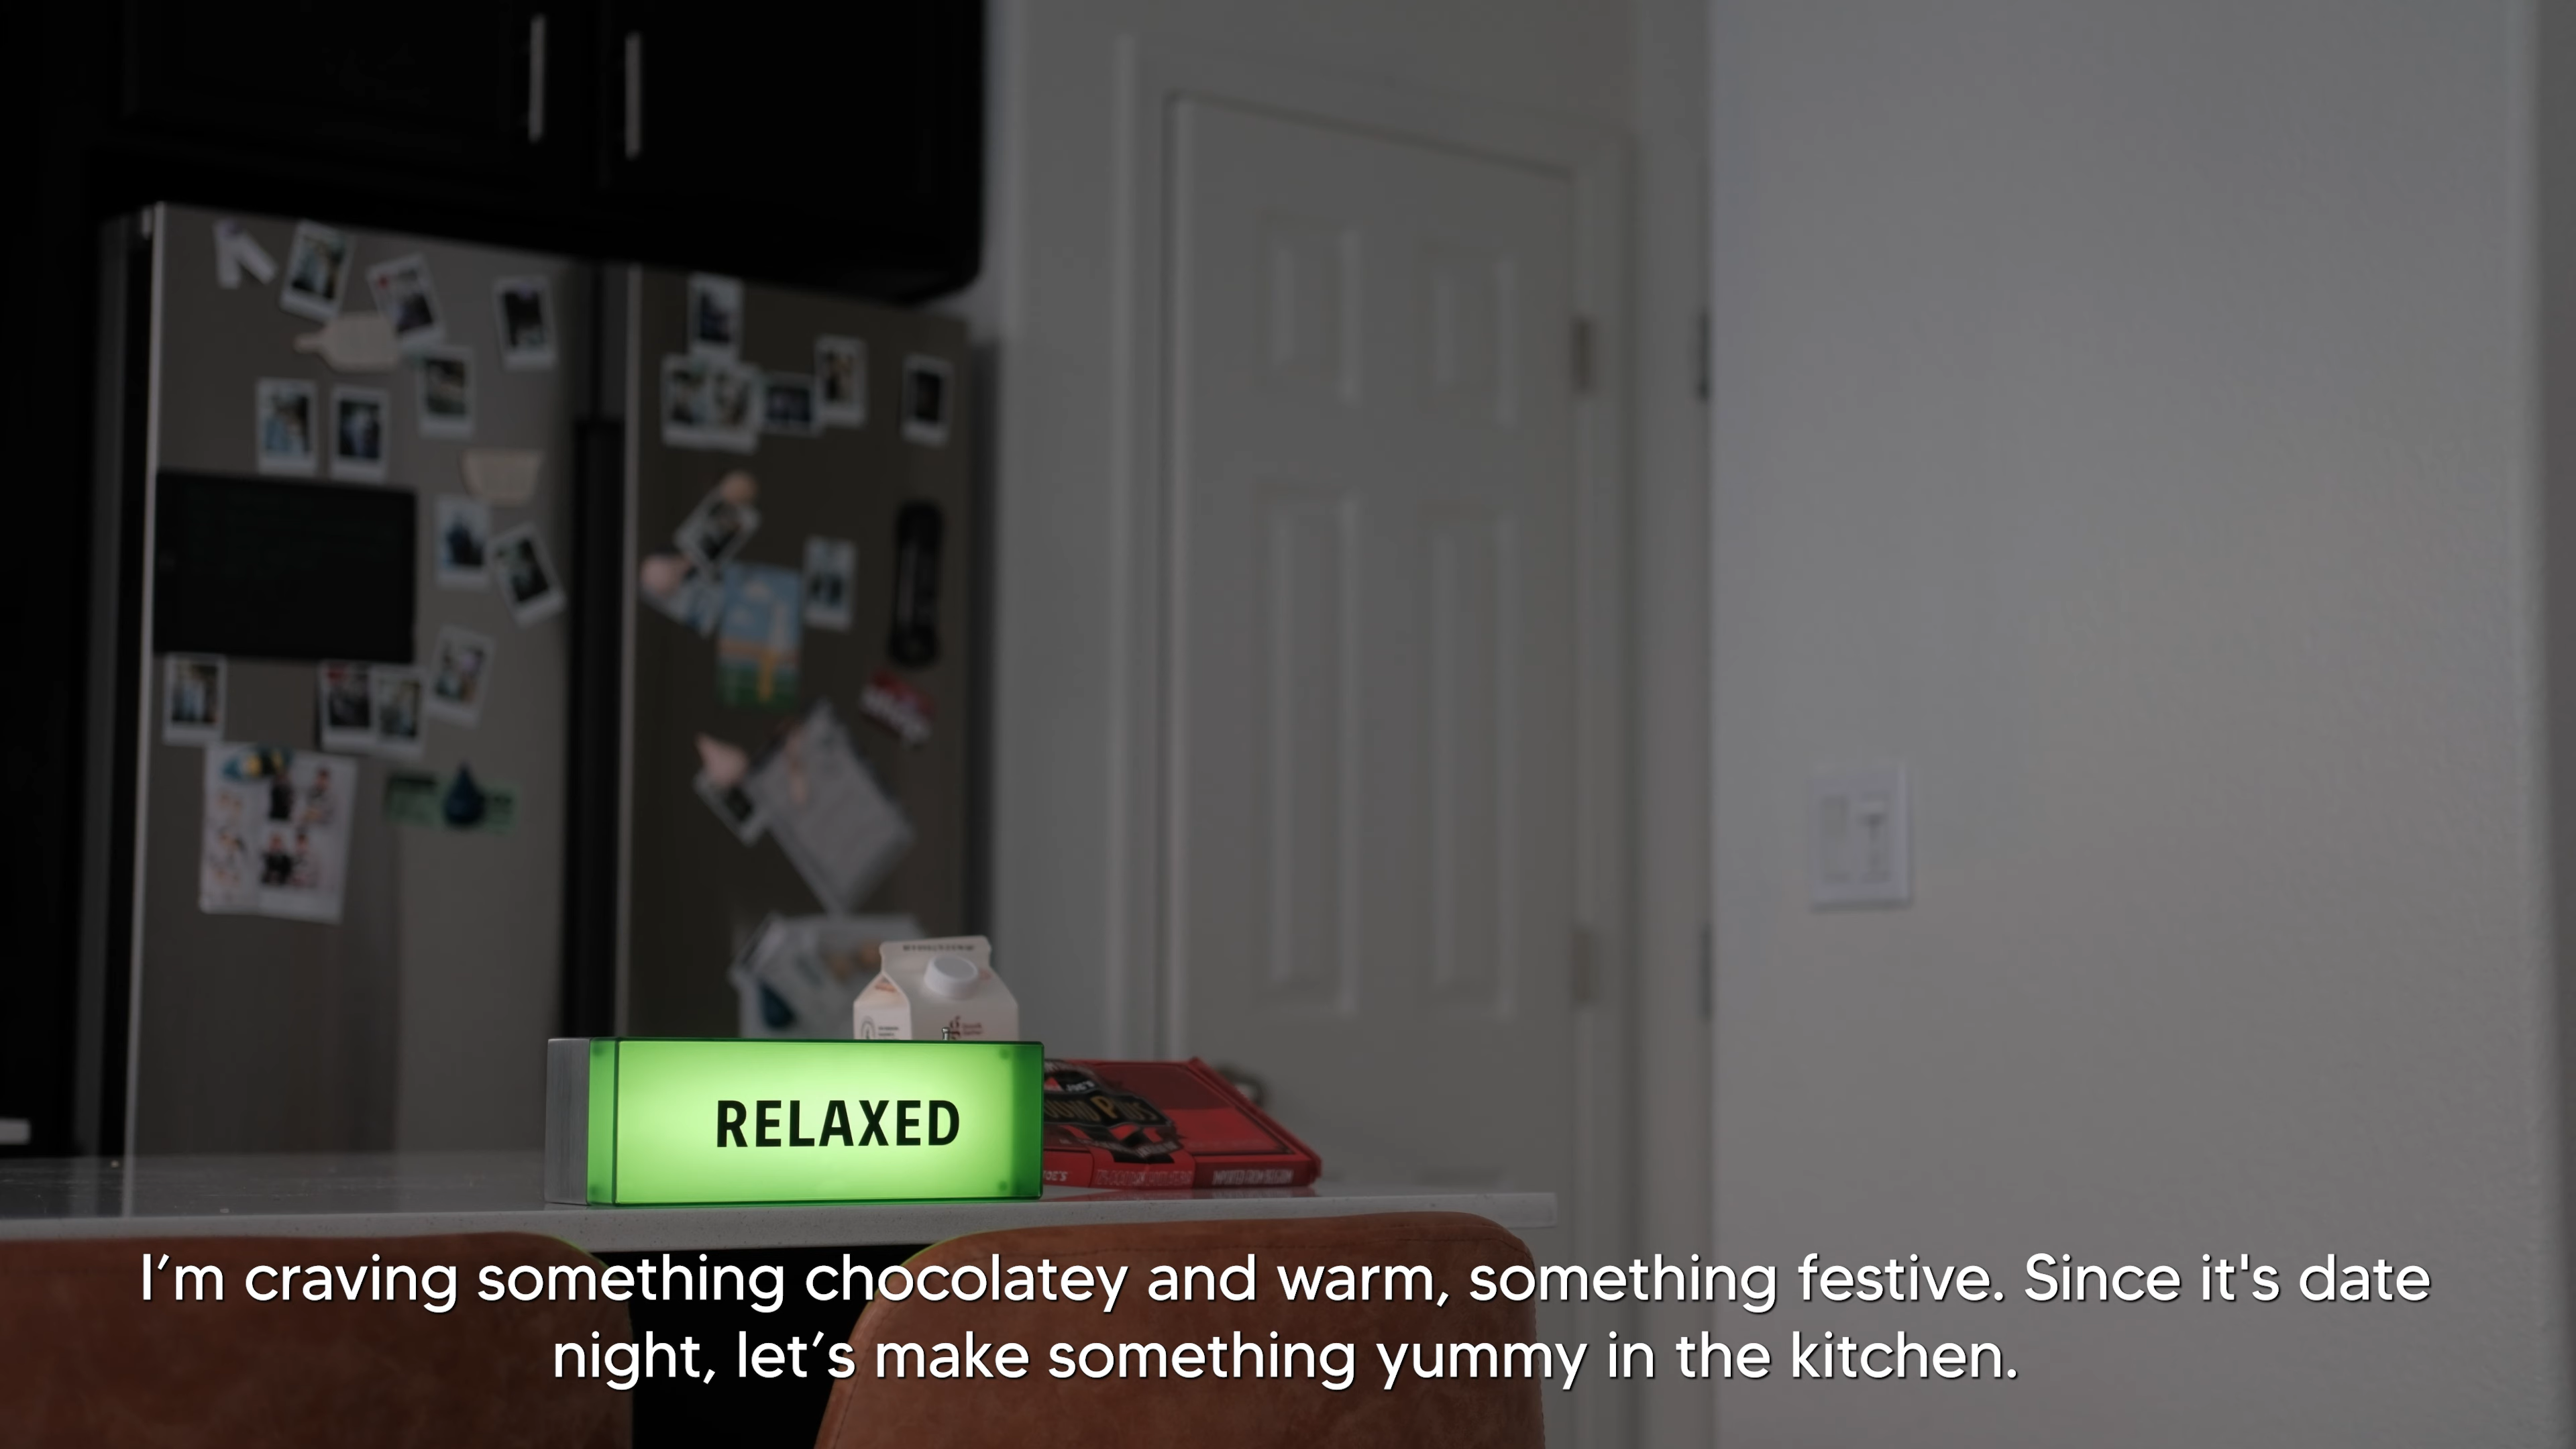 RELAXED
I’m craving something chocolatey and warm, something festive. Since it's date
night, let’s make something yummy in the kitchen.